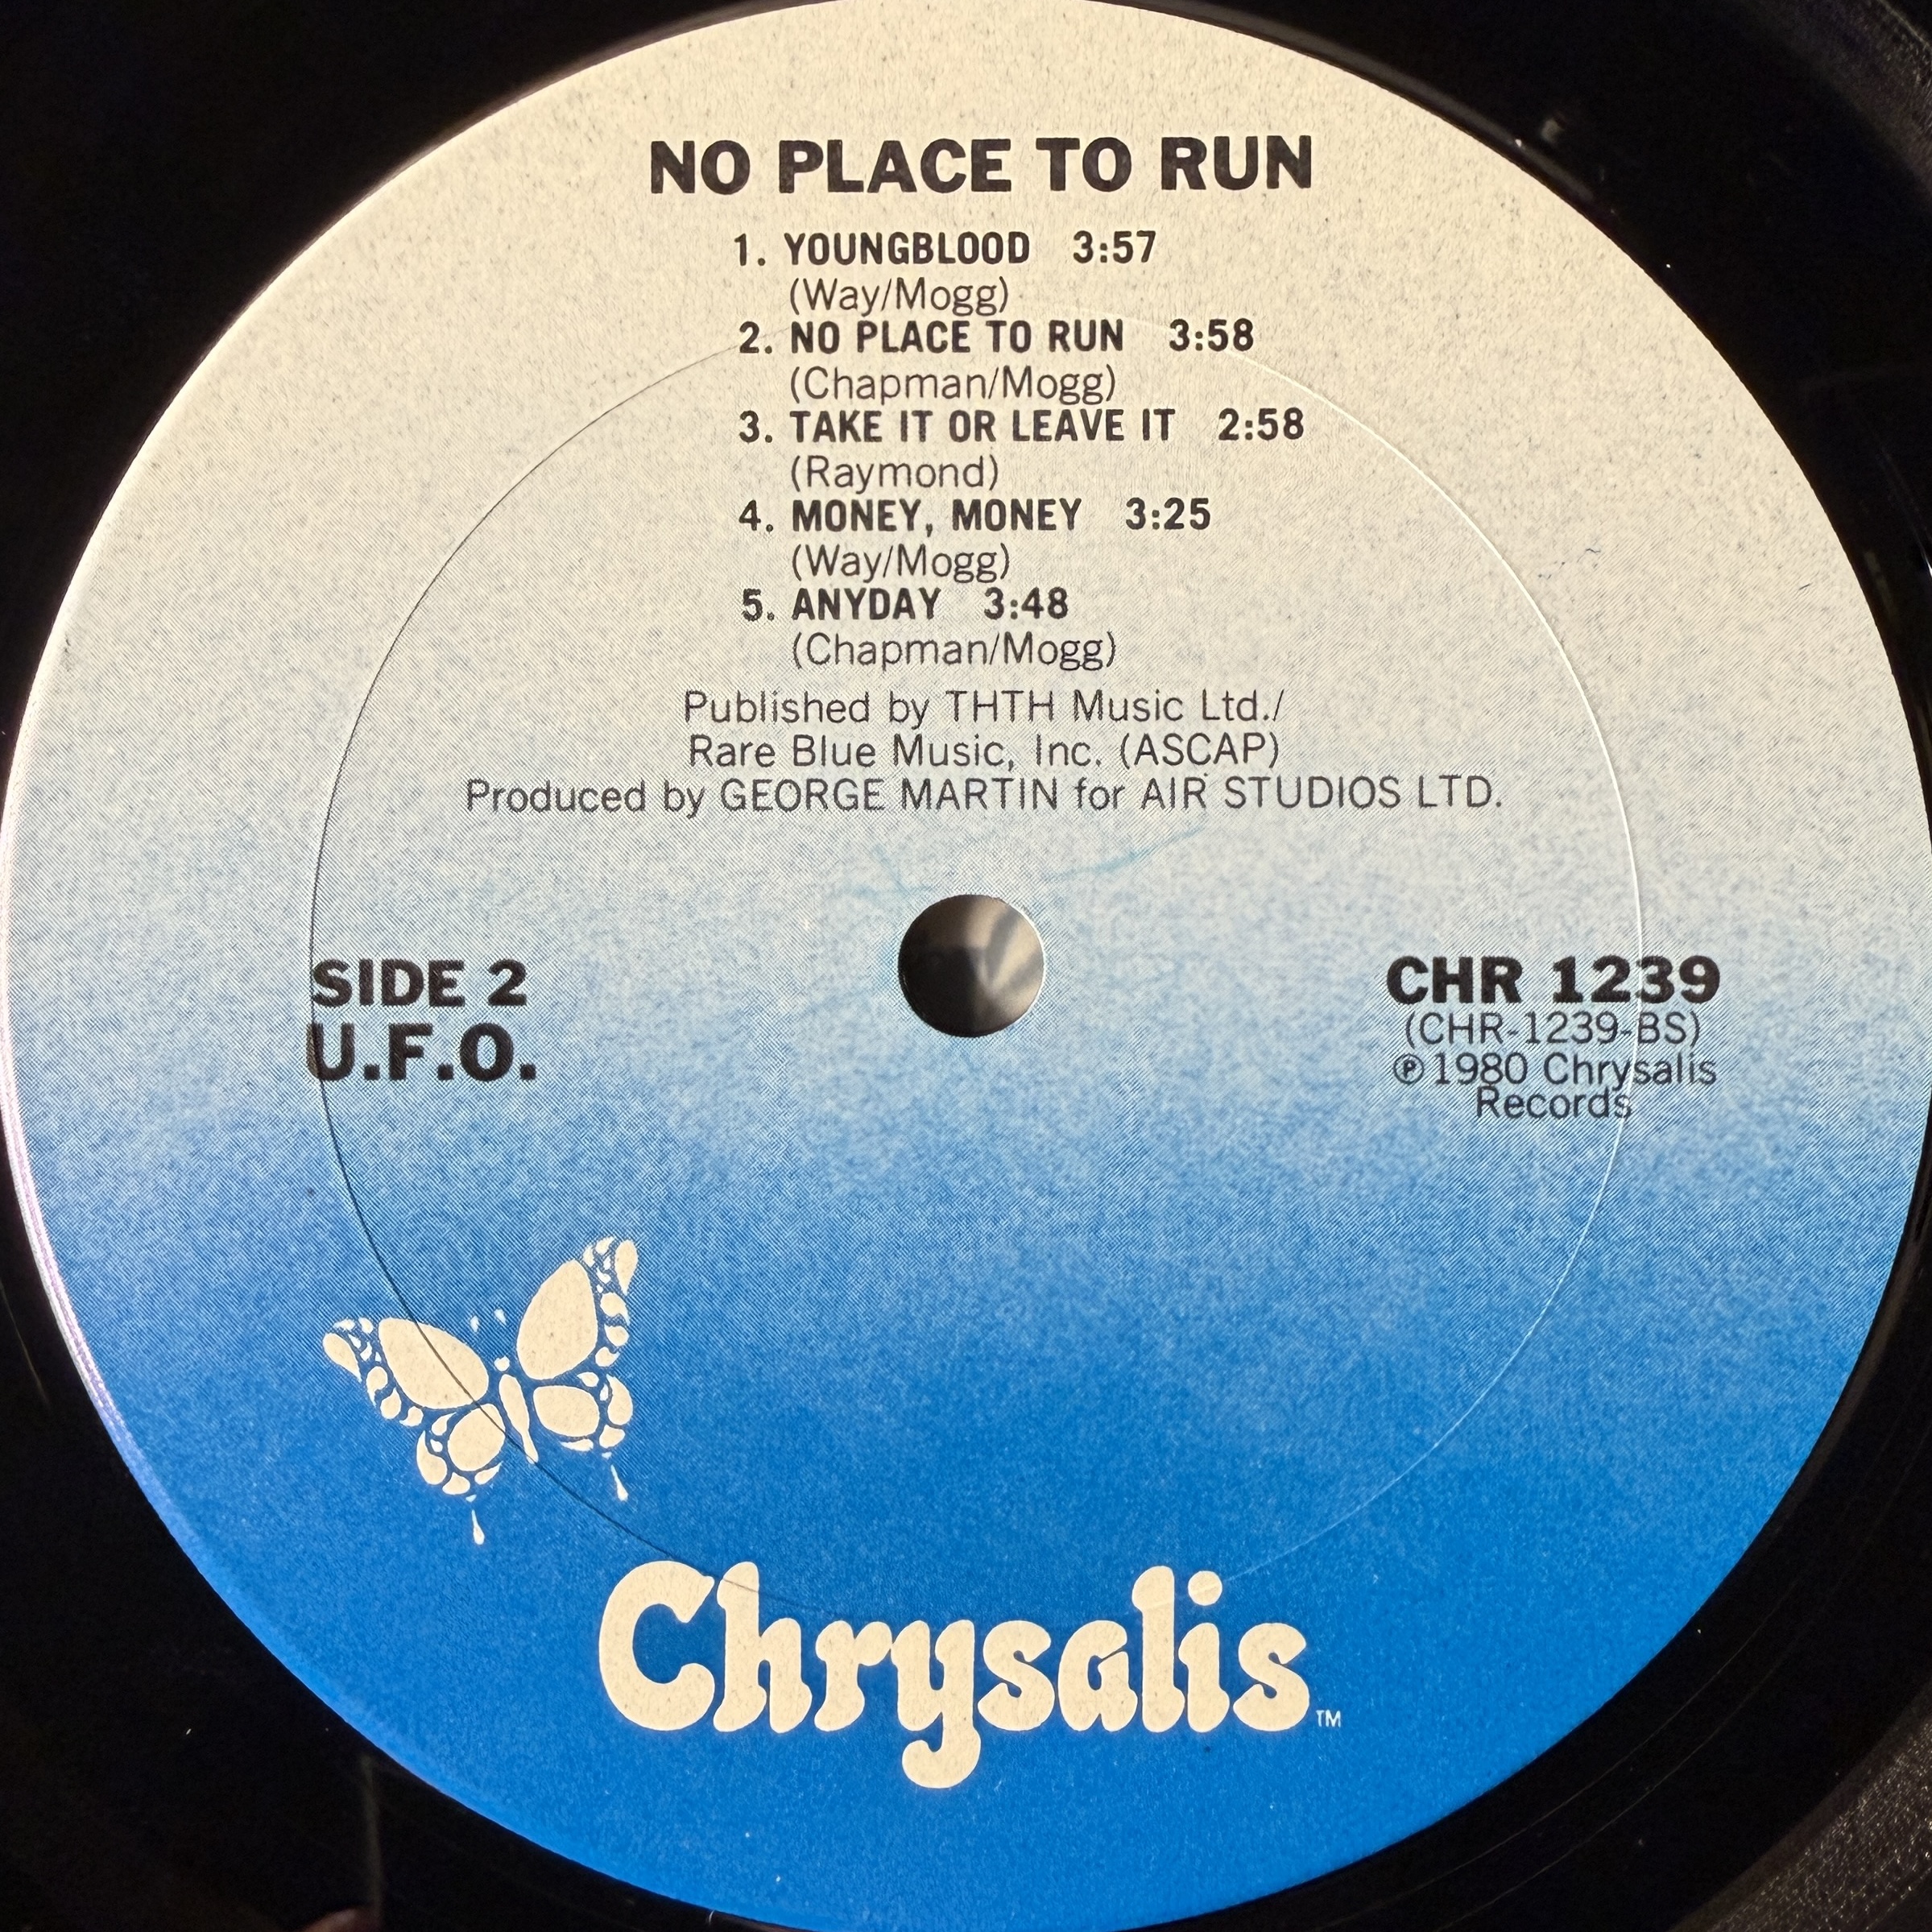 NO PLACE TO RUN
1. YOUNGBLOOD 3:57
(Way/Mogg)
2. NO PLACE TO RUN 3:58
(Chapman/Mogg)
3. TAKE IT OR LEAVE IT 2:58
(Raymond)
4. MONEY, MONEY 3:25
(Way/Mogg)
5. ANYDAY 3:48
(Chapman/Mogg)
Published by THTH Music Ltd./
Rare Blue Music, Inc. (ASCAP)
Produced by GEORGE MARTIN for AIR STUDIOS LTD.
SIDE 2
U.F.O.
CHR 1239
(CHR-1239-BS)
℗1980 Chrysalis
Records
Chrysalis™